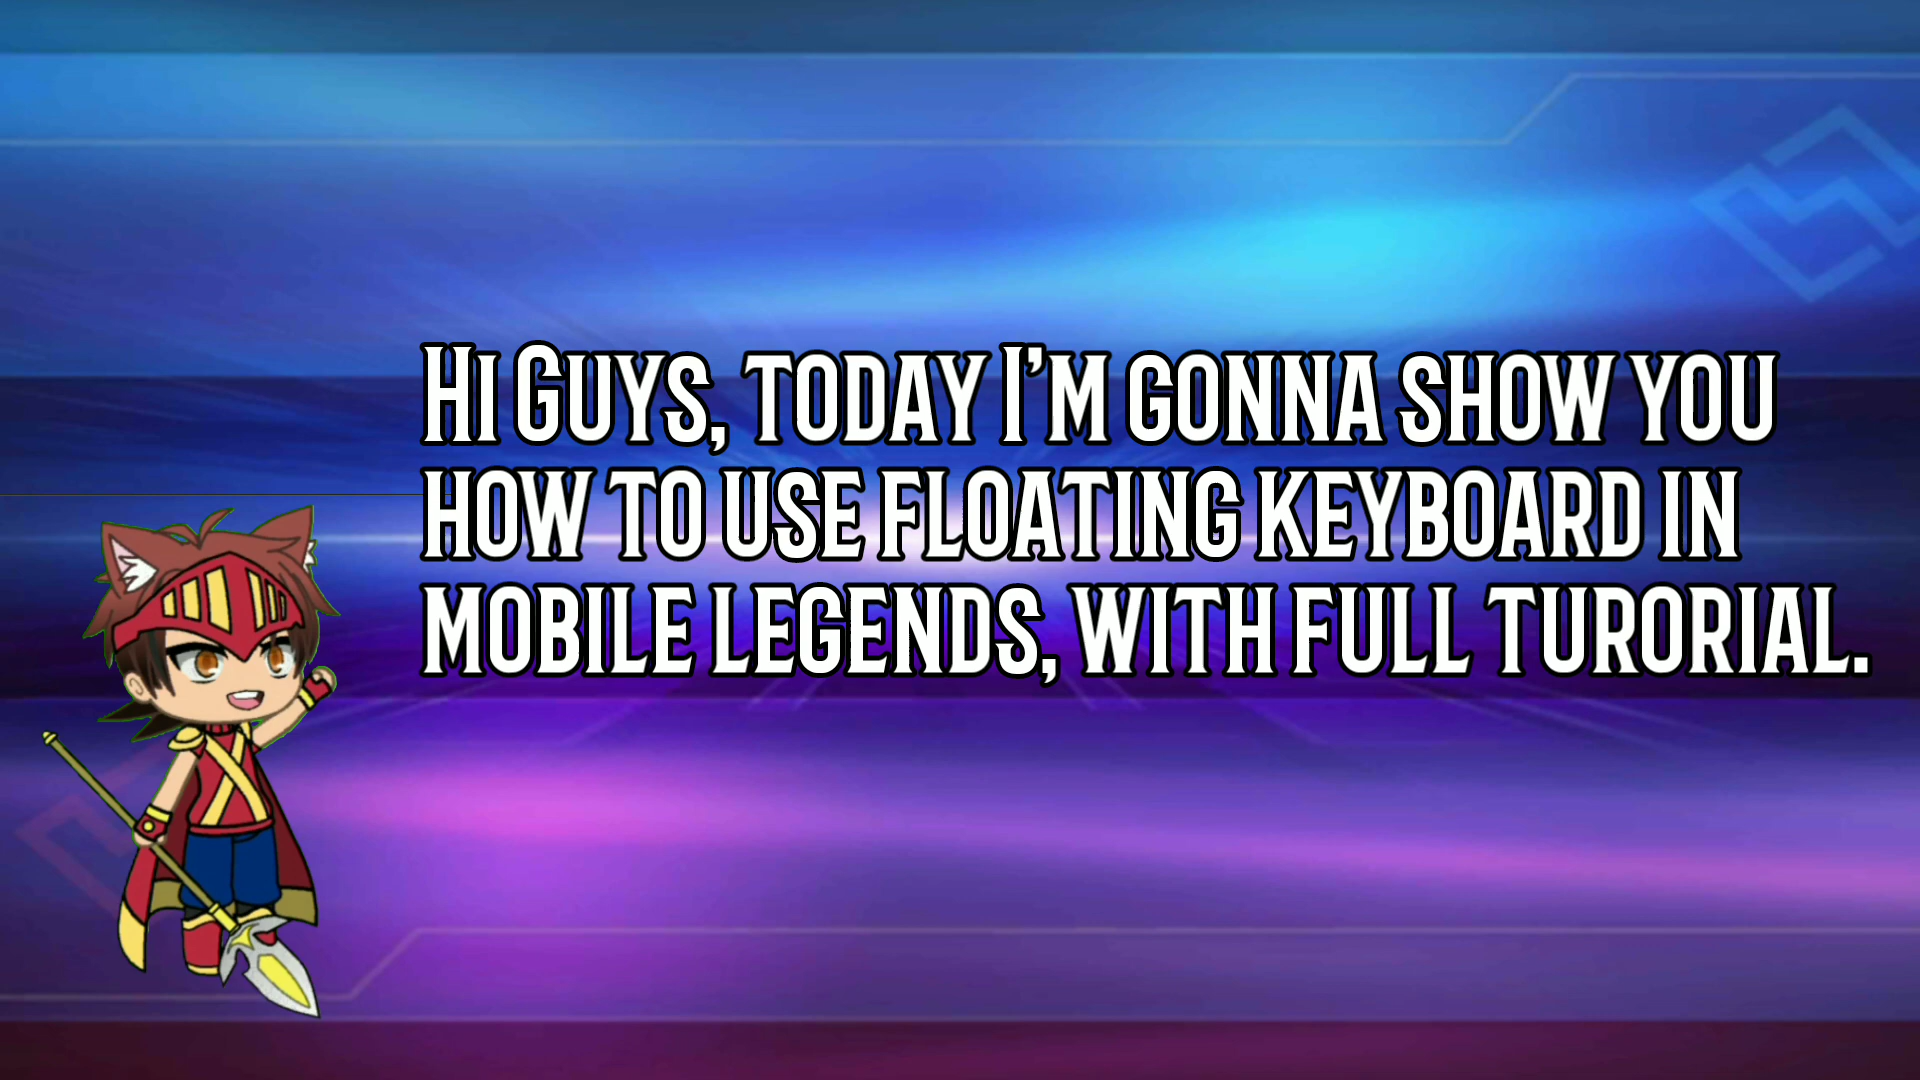 Hi Guys, today I'm gonna show you
how to use floating keyboard in
mobile legends, with full turorial.